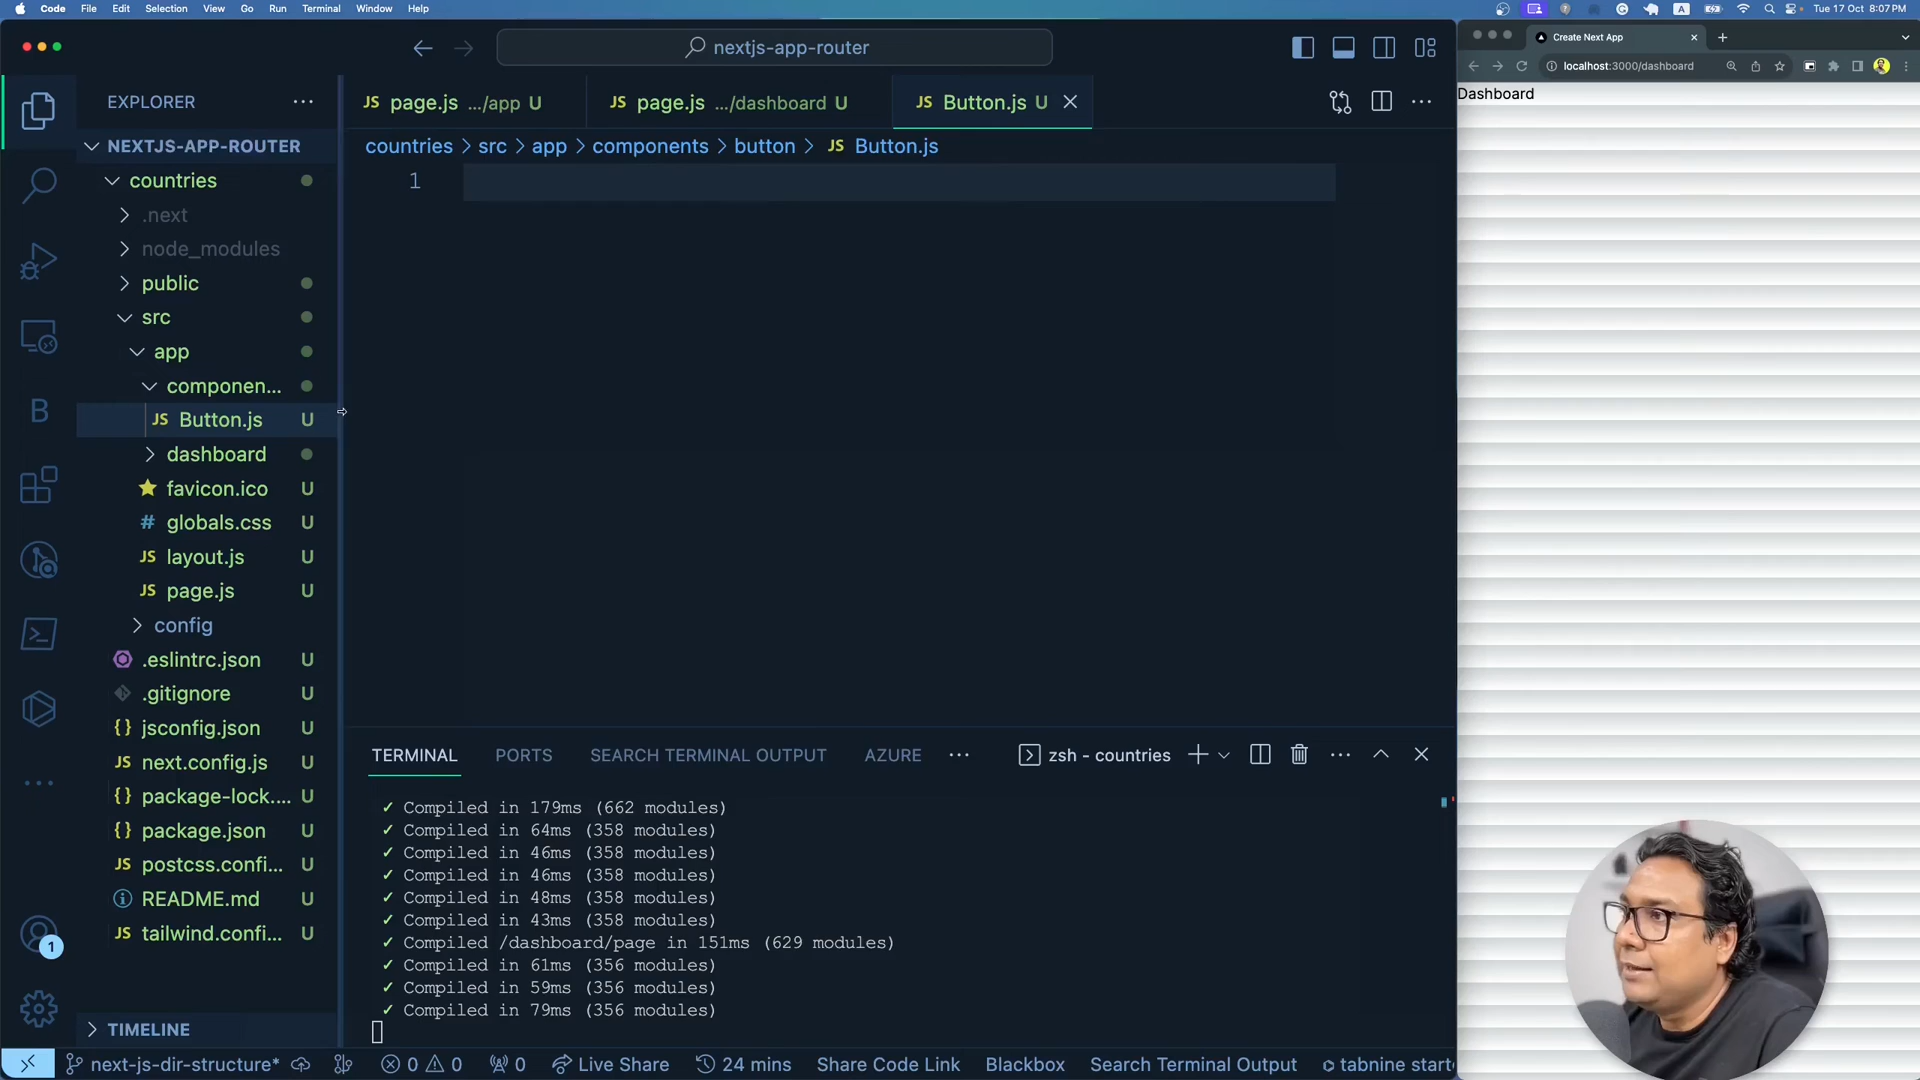 Code File Edit Selection View Go Run Terminal Window Help
A
Tue 17 Oct 8:07 PM
nextjs-app-router
Create Next App
localhost:3000/dashboard
Dashboard
EXPLORER
NEXTJS-APP-ROUTER
countries
.next
node_modules
public
src
app
componen...
JS Button.js U
dashboard
favicon.ico U
# globals.css U
JS layout.js U
JS page.js U
config
.eslintrc.json U
.gitignore U
{} jsconfig.json U
JS next.config.js U
{} package-lock.... U
{} package.json U
JS postcss.confi... U
README.md U
JS tailwind.confi... U
TIMELINE
B
1
JS page.js .../app U
JS page.js .../dashboard U
JS Button.js U
countries > src > app > components > button > JS Button.js
1
TERMINAL PORTS SEARCH TERMINAL OUTPUT AZURE
zsh - countries
✓ Compiled in 179ms (662 modules)
✓ Compiled in 64ms (358 modules)
✓ Compiled in 46ms (358 modules)
✓ Compiled in 46ms (358 modules)
✓ Compiled in 48ms (358 modules)
✓ Compiled in 43ms (358 modules)
✓ Compiled /dashboard/page in 151ms (629 modules)
✓ Compiled in 61ms (356 modules)
✓ Compiled in 59ms (356 modules)
✓ Compiled in 79ms (356 modules)
next-js-dir-structure* 0 0 0 Live Share 24 mins Share Code Link Blackbox Search Terminal Output tabnine start